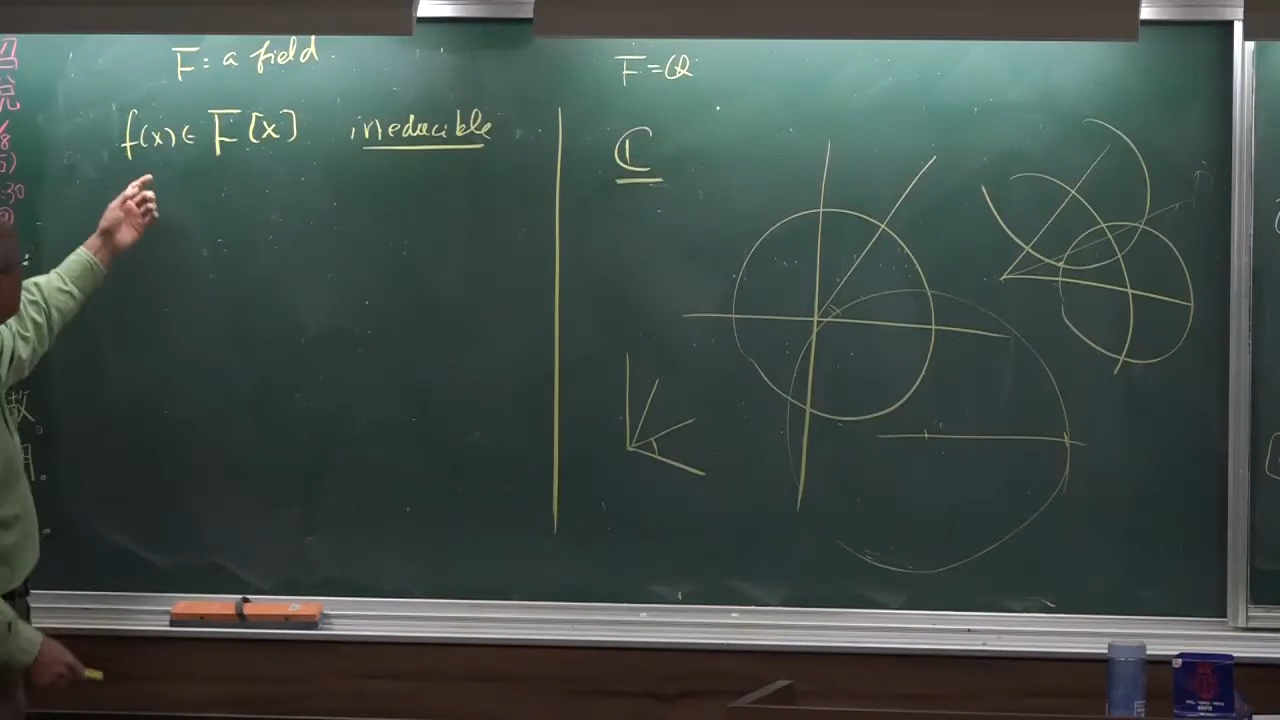 F: a field.
f(x) ∈ F[x] irreducible
F = ℚ
ℂ